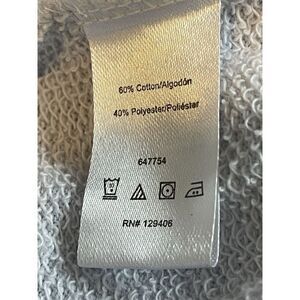 60% Cotton/Algodón
40% Polyester/Poliéster
647754
RN# 129406